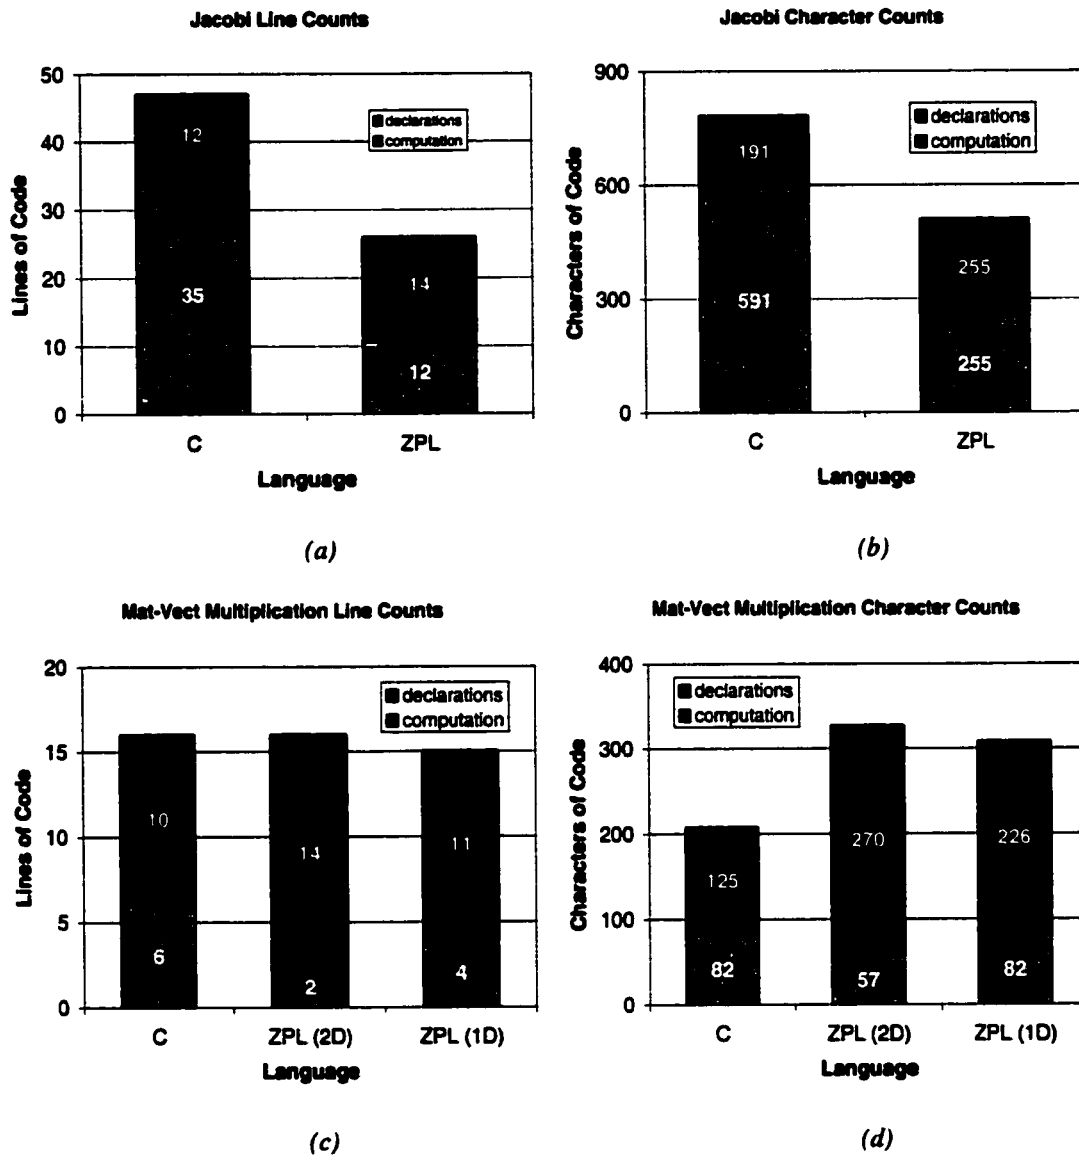 Jacobi Line Counts
50
40
30
20
10
0
Lines of Code
declarations
computation
12
35
14
12
C
ZPL
Language
(a)
Jacobi Character Counts
900
600
300
0
Characters of Code
declarations
computation
191
591
255
255
C
ZPL
Language
(b)
Mat-Vect Multiplication Line Counts
20
15
10
5
0
Lines of Code
declarations
computation
10
6
14
2
11
4
C
ZPL (2D)
ZPL (1D)
Language
(c)
Mat-Vect Multiplication Character Counts
400
300
200
100
0
Characters of Code
declarations
computation
125
82
270
57
226
82
C
ZPL (2D)
ZPL (1D)
Language
(d)